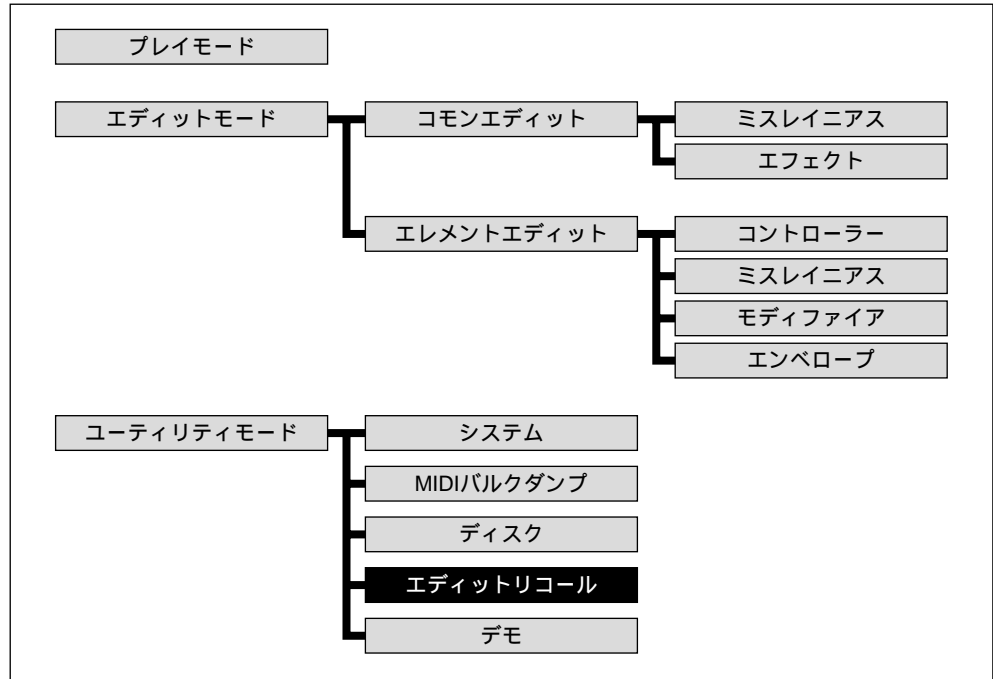 プレイモード
エディットモード
コモンエディット
ミスレイニアス
エフェクト
エレメントエディット
コントローラー
ミスレイニアス
モディファイア
エンベロープ
ユーティリティモード
システム
MIDIバルクダンプ
ディスク
エディットリコール
デモ